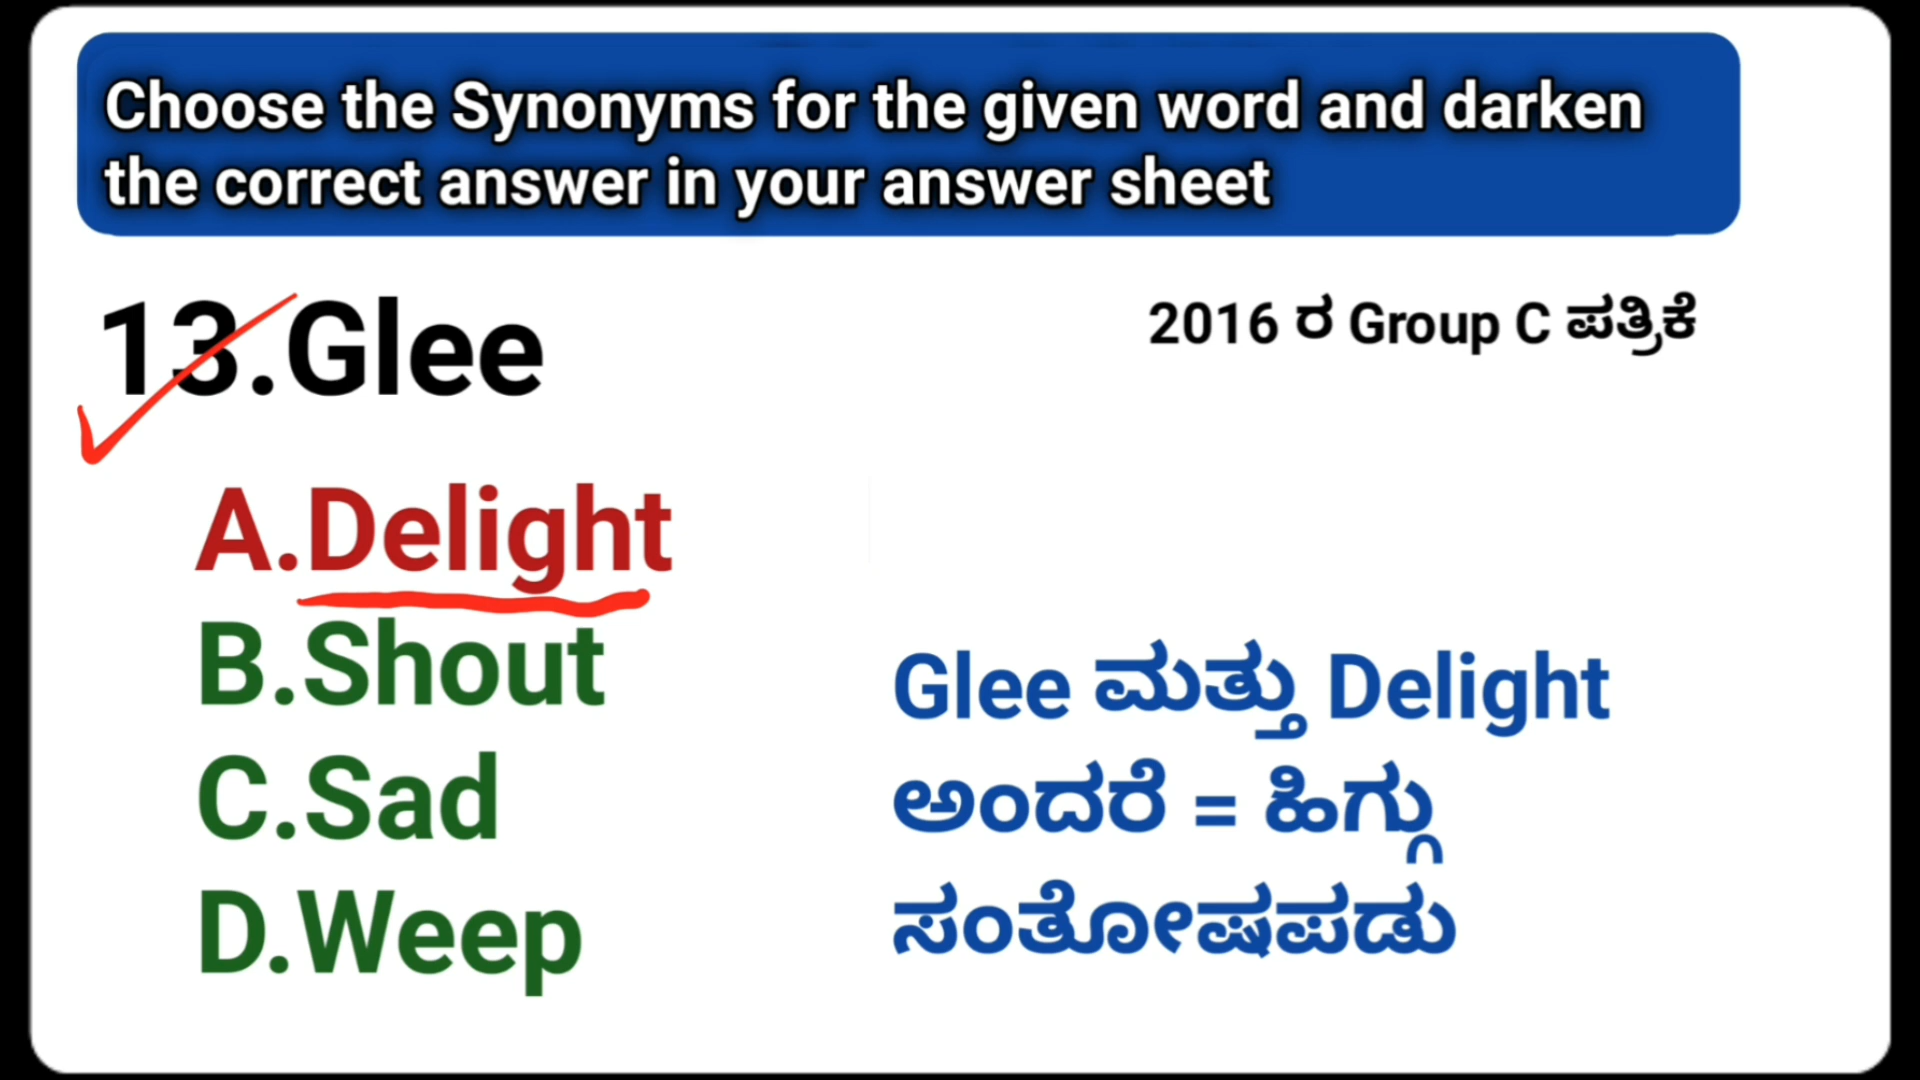 Choose the Synonyms for the given word and darken
the correct answer in your answer sheet
13.Glee
2016 ರ Group C ಪತ್ರಿಕೆ
A.Delight
B.Shout
C.Sad
D.Weep
Glee ಮತ್ತು Delight
ಅಂದರೆ = ಹಿಗ್ಗು
ಸಂತೋಷಪಡು